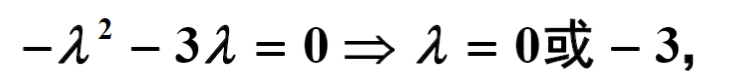 −λ² − 3λ = 0 ⇒ λ = 0或 − 3,